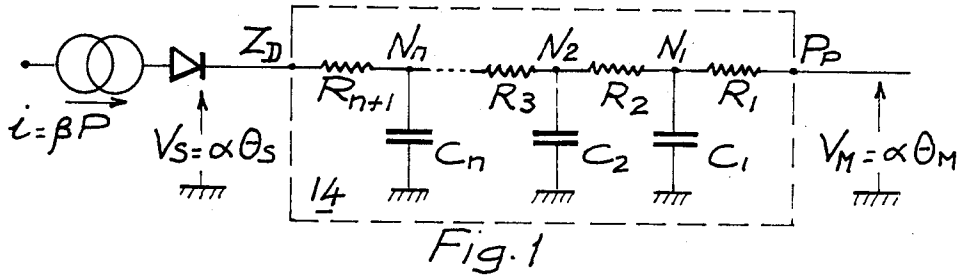 Z_D N_n N_2 N_1 P_P
R_{n+1} R_3 R_2 R_1
i=βP V_S=αθ_S C_n C_2 C_1 V_M=αθ_M
14
Fig.1